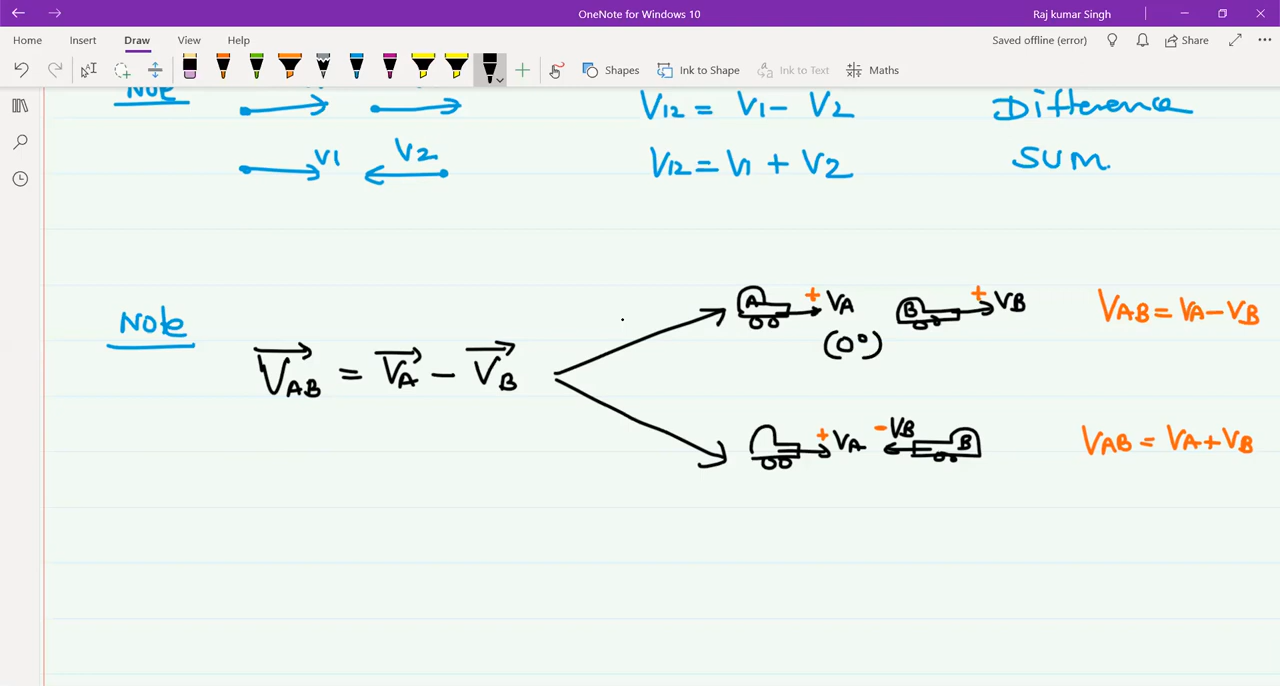 OneNote for Windows 10
Raj kumar Singh
Home Insert Draw View Help
Saved offline (error)
Share
Shapes
Ink to Shape
Ink to Text
Maths
Note
V12 = V1 - V2
Difference
V1 V2
V12 = V1 + V2
SUM
Note
VAB = VA - VB
A + VA B + VB
VAB = VA - VB
(0°)
+ VA - VB B
VAB = VA + VB